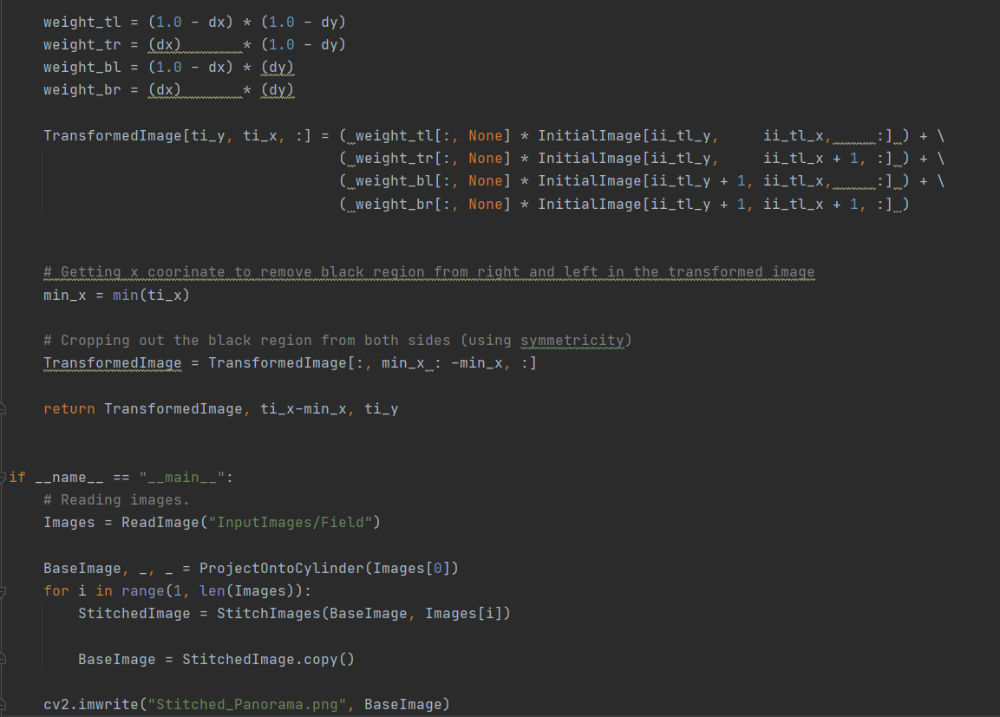 weight_tl = (1.0 - dx) * (1.0 - dy)
weight_tr = (dx)       * (1.0 - dy)
weight_bl = (1.0 - dx) * (dy)
weight_br = (dx)       * (dy)
TransformedImage[ti_y, ti_x, :] = ( weight_tl[:, None] * InitialImage[ii_tl_y,     ii_tl_x,     :] ) + \
( weight_tr[:, None] * InitialImage[ii_tl_y,     ii_tl_x + 1, :] ) + \
( weight_bl[:, None] * InitialImage[ii_tl_y + 1, ii_tl_x,     :] ) + \
( weight_br[:, None] * InitialImage[ii_tl_y + 1, ii_tl_x + 1, :] )
# Getting x coorinate to remove black region from right and left in the transformed image
min_x = min(ti_x)
# Cropping out the black region from both sides (using symmetricity)
TransformedImage = TransformedImage[:, min_x : -min_x, :]
return TransformedImage, ti_x-min_x, ti_y
if __name__ == "__main__":
# Reading images.
Images = ReadImage("InputImages/Field")
BaseImage, _, _ = ProjectOntoCylinder(Images[0])
for i in range(1, len(Images)):
StitchedImage = StitchImages(BaseImage, Images[i])
BaseImage = StitchedImage.copy()
cv2.imwrite("Stitched_Panorama.png", BaseImage)